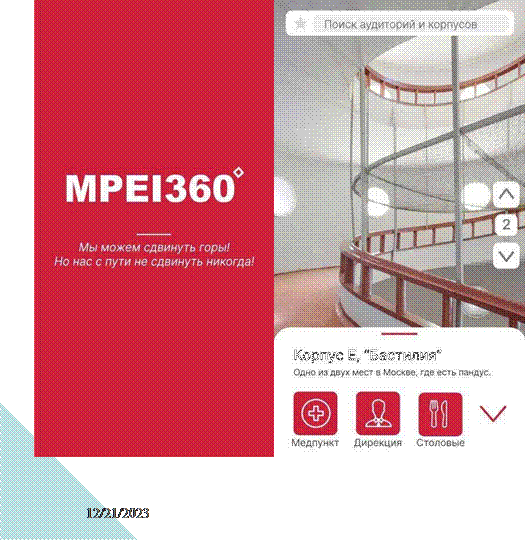 MPEI360°
Мы можем сдвинуть горы!
Но нас с пути не сдвинуть никогда!
Поиск аудиторий и корпусов
2
Корпус Е, "Бастилия"
Одно из двух мест в Москве, где есть пандус.
Медпункт Дирекция Столовые
12/21/2023